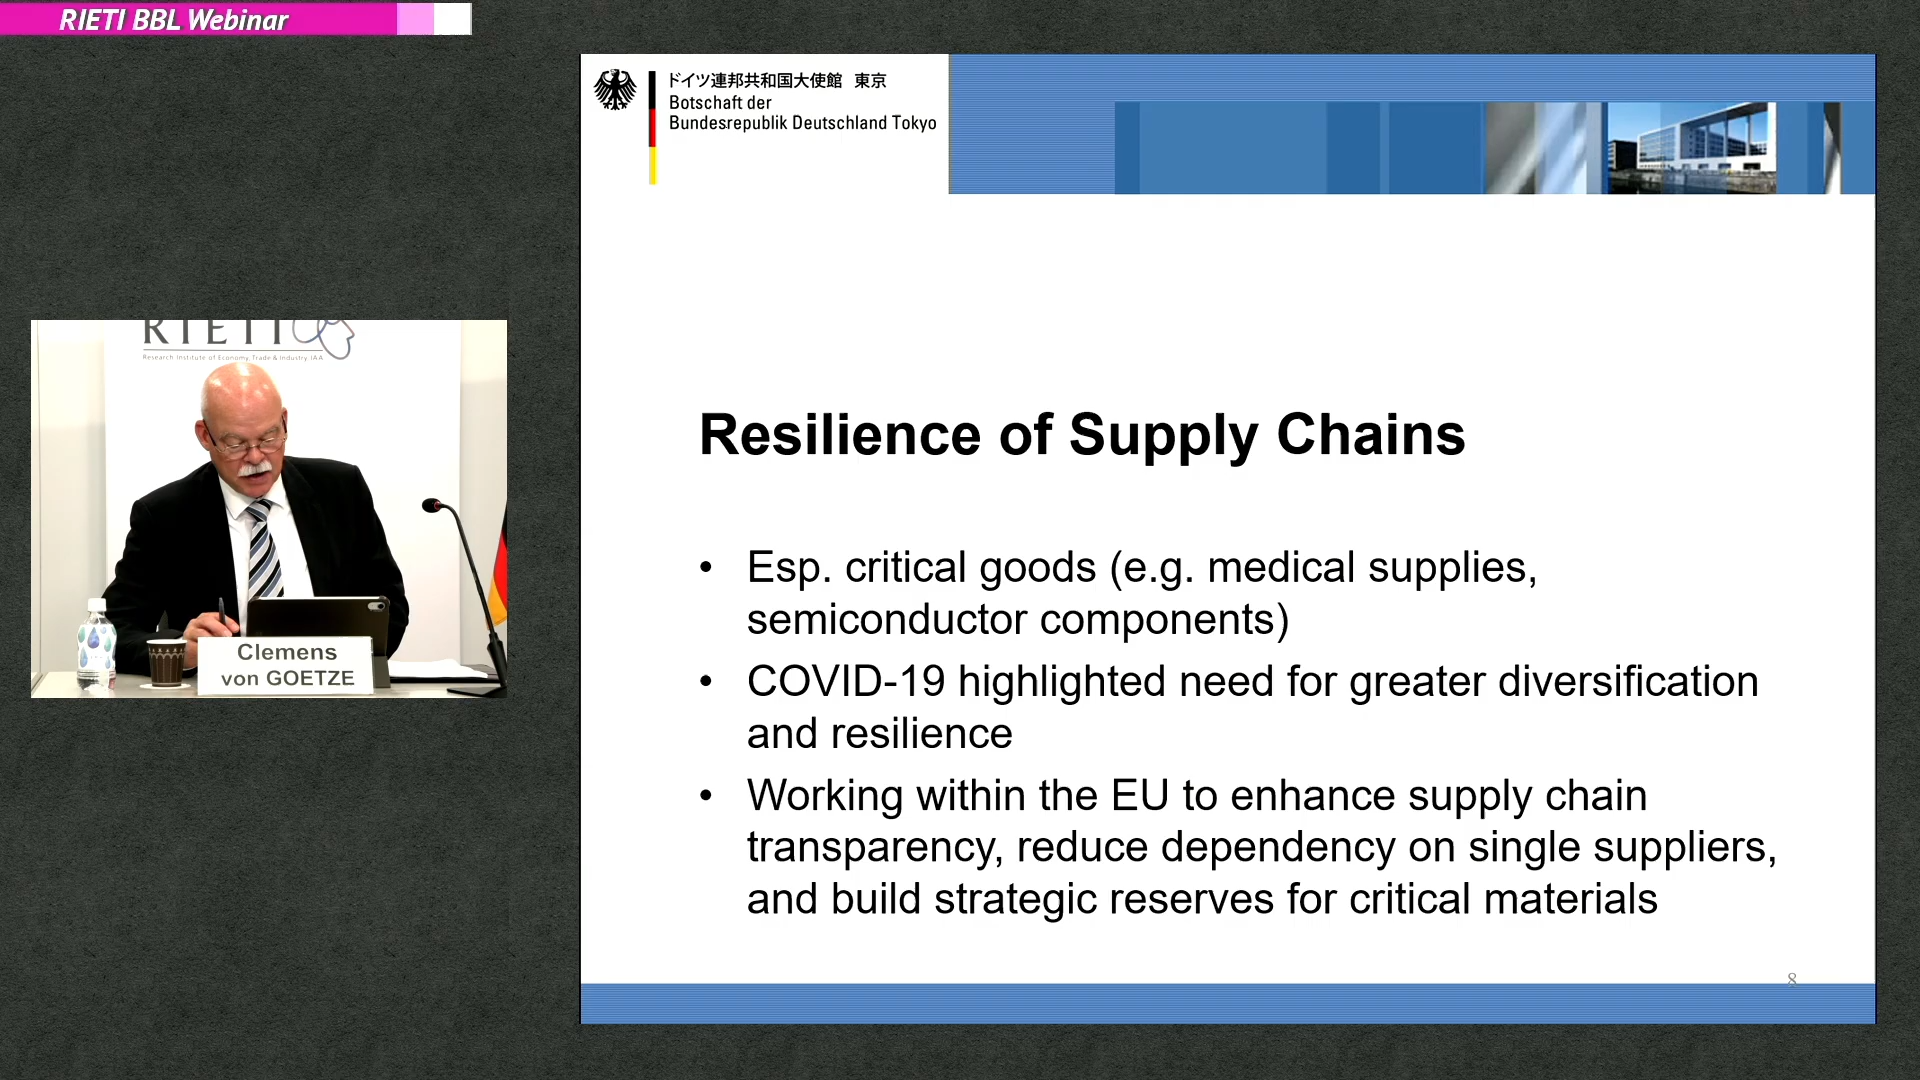 RIETI BBL Webinar
ドイツ連邦共和国大使館 東京
Botschaft der
Bundesrepublik Deutschland Tokyo
RIETI
Research Institute of Economy, Trade & Industry, IAA
Clemens
von GOETZE
Resilience of Supply Chains
• Esp. critical goods (e.g. medical supplies,
semiconductor components)
• COVID-19 highlighted need for greater diversification
and resilience
• Working within the EU to enhance supply chain
transparency, reduce dependency on single suppliers,
and build strategic reserves for critical materials
8